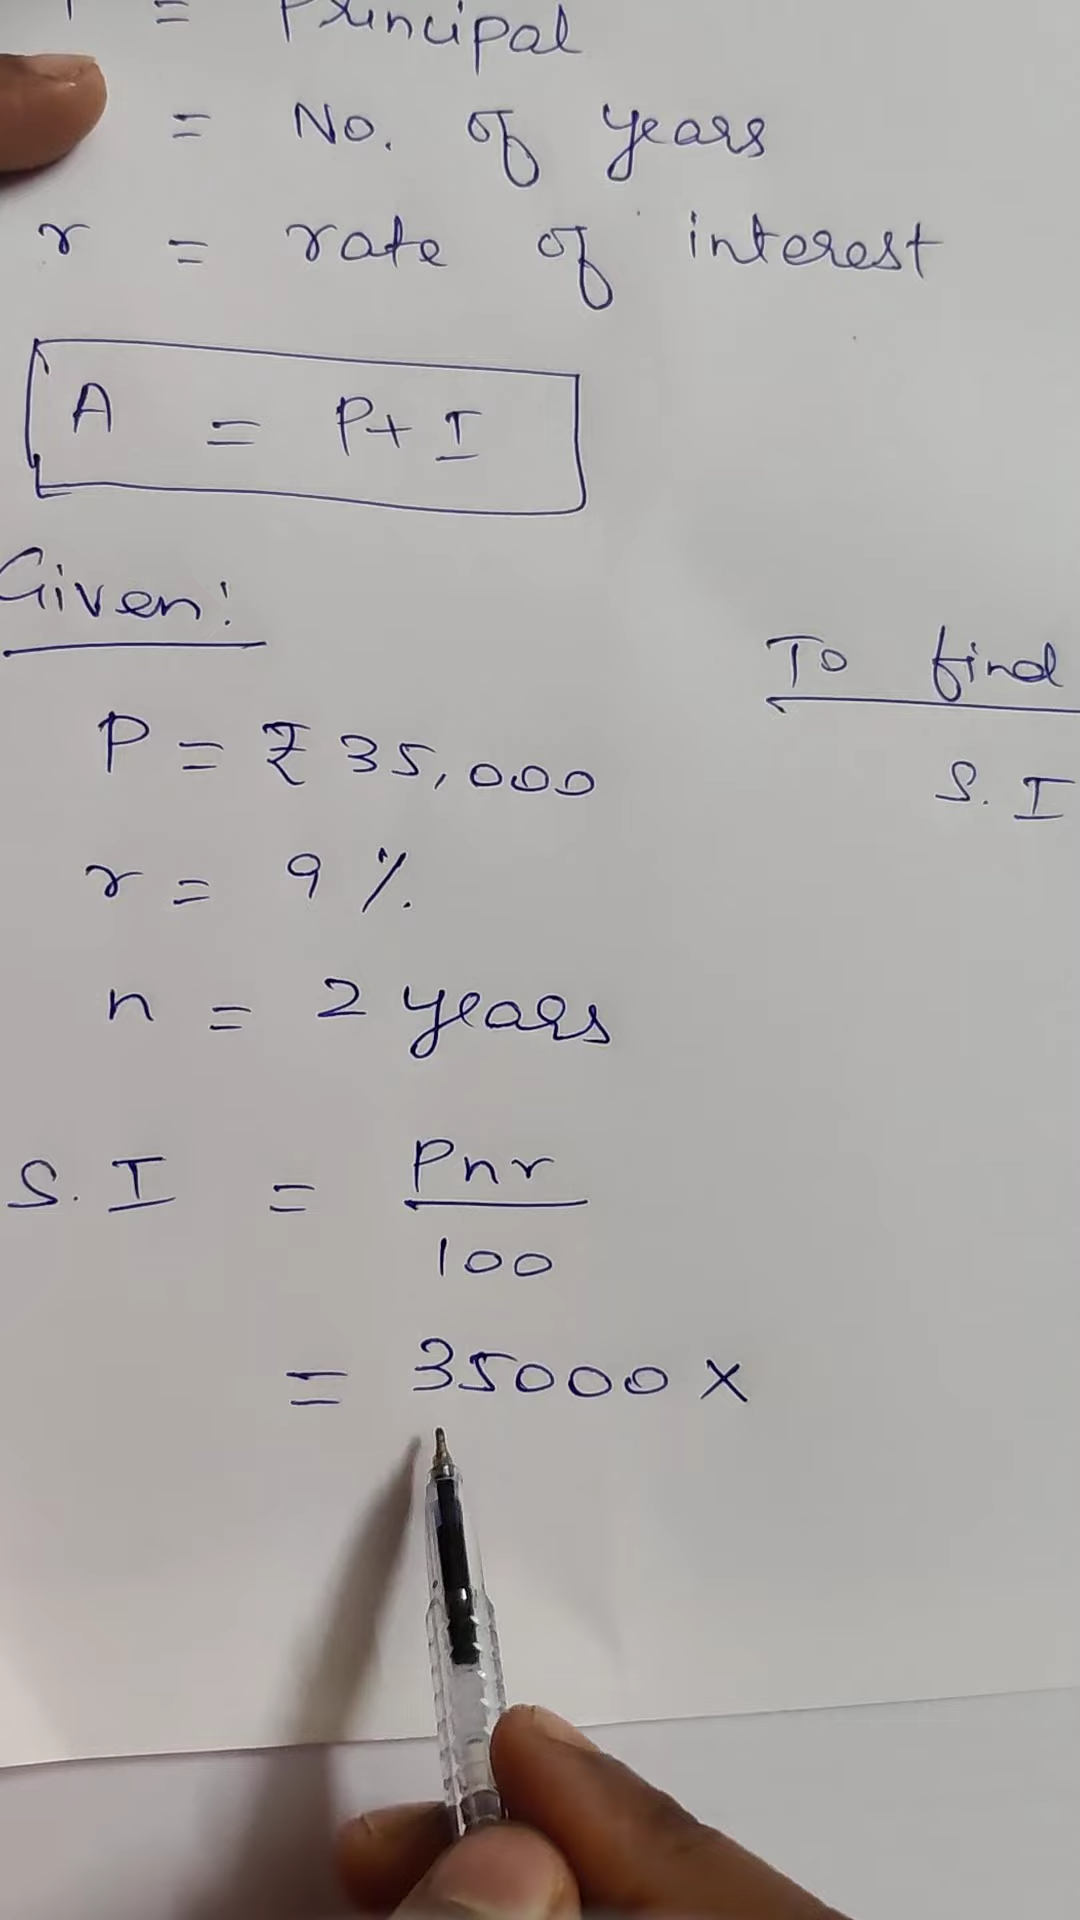 = Principal
= No. of years
r = rate of interest
A = P+I
Given:
To find
P = ₹ 35,000
S. I
r = 9 %
n = 2 years
S. I = Pnr
100
= 35000 ×